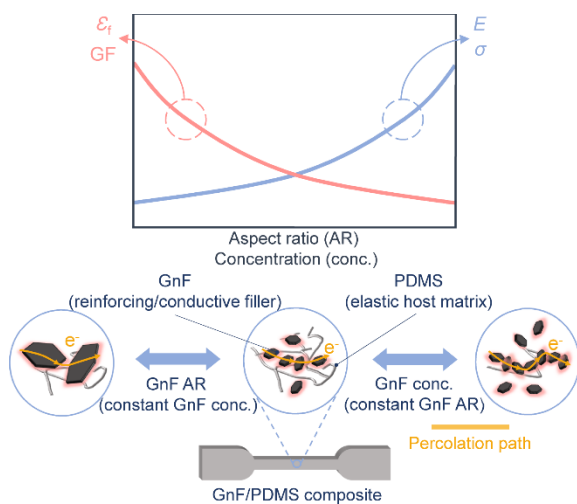 εf
GF
E
σ
Aspect ratio (AR)
Concentration (conc.)
GnF
(reinforcing/conductive filler)
PDMS
(elastic host matrix)
e-
e-
e-
GnF AR
(constant GnF conc.)
GnF conc.
(constant GnF AR)
Percolation path
GnF/PDMS composite